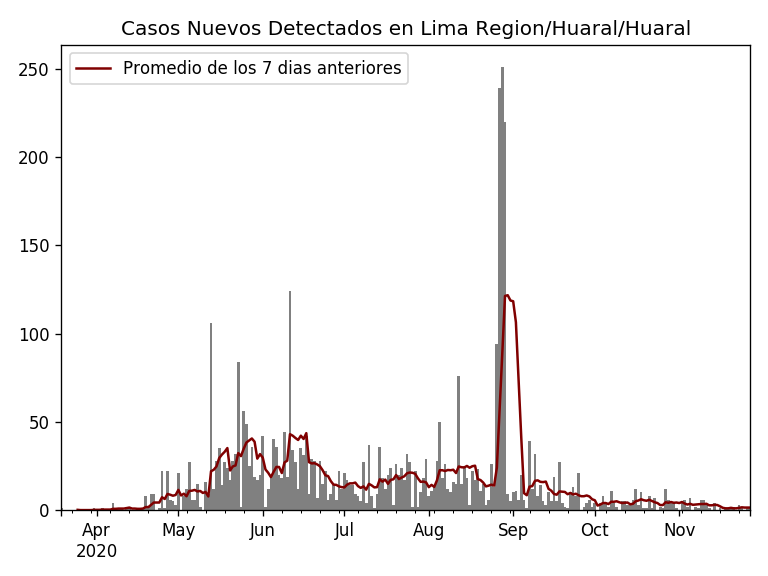 Casos Nuevos Detectados en Lima Region/Huaral/Huaral
Promedio de los 7 dias anteriores
250
200
150
100
50
0
Apr May Jun Jul Aug Sep Oct Nov
2020